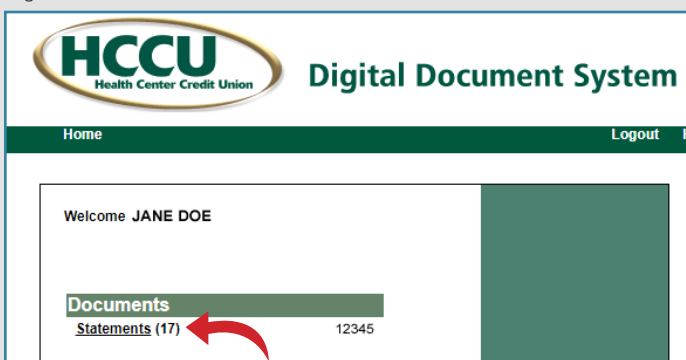 HCCU
Health Center Credit Union
Digital Document System
Home Logout
Welcome JANE DOE
Documents
Statements (17) 12345